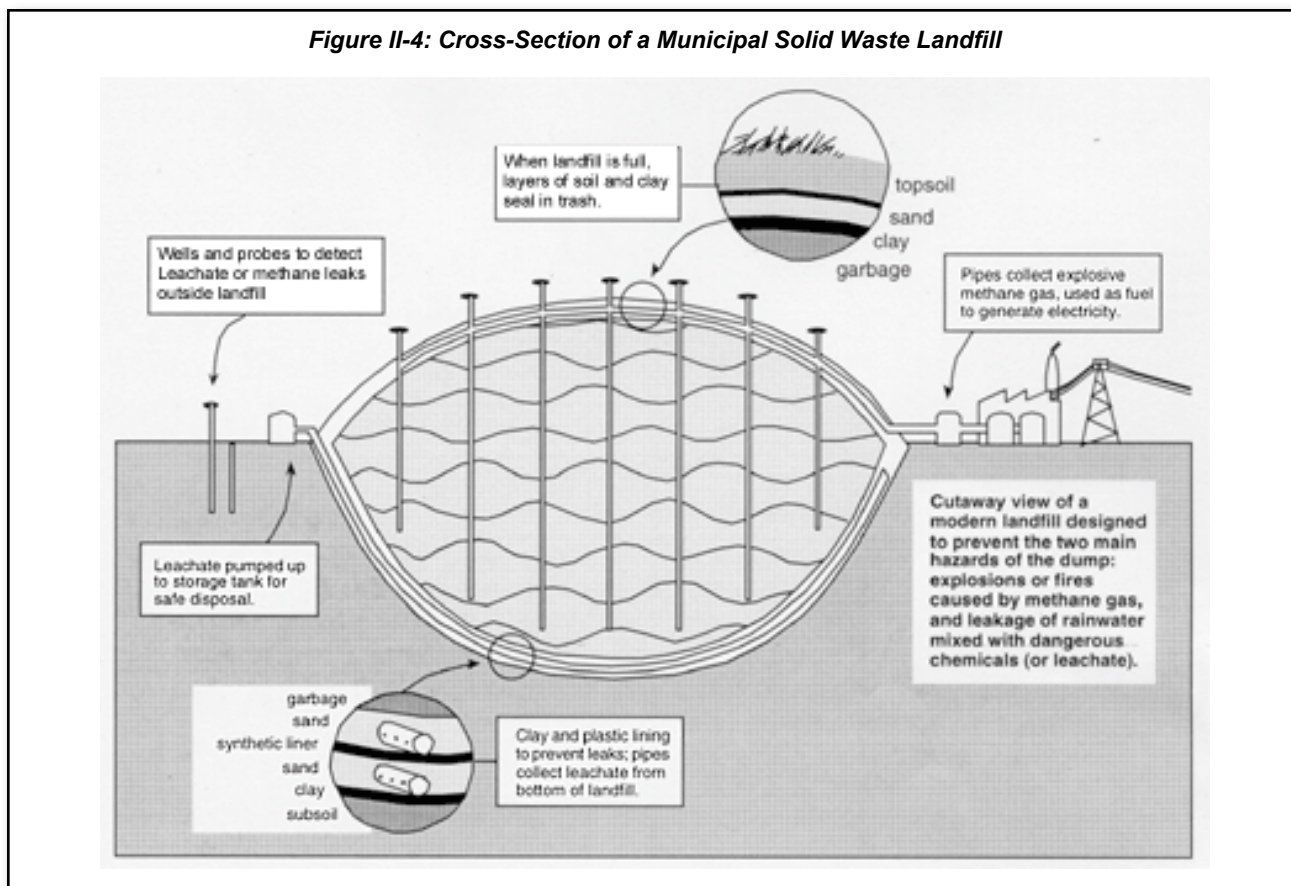 Figure II-4: Cross-Section of a Municipal Solid Waste Landfill
When landfill is full,
layers of soil and clay
seal in trash.
topsoil
sand
clay
garbage
Wells and probes to detect
Leachate or methane leaks
outside landfill
Pipes collect explosive
methane gas, used as fuel
to generate electricity.
Leachate pumped up
to storage tank for
safe disposal.
Cutaway view of a
modern landfill designed
to prevent the two main
hazards of the dump:
explosions or fires
caused by methane gas,
and leakage of rainwater
mixed with dangerous
chemicals (or leachate).
garbage
sand
synthetic liner
sand
clay
subsoil
Clay and plastic lining
to prevent leaks; pipes
collect leachate from
bottom of landfill.